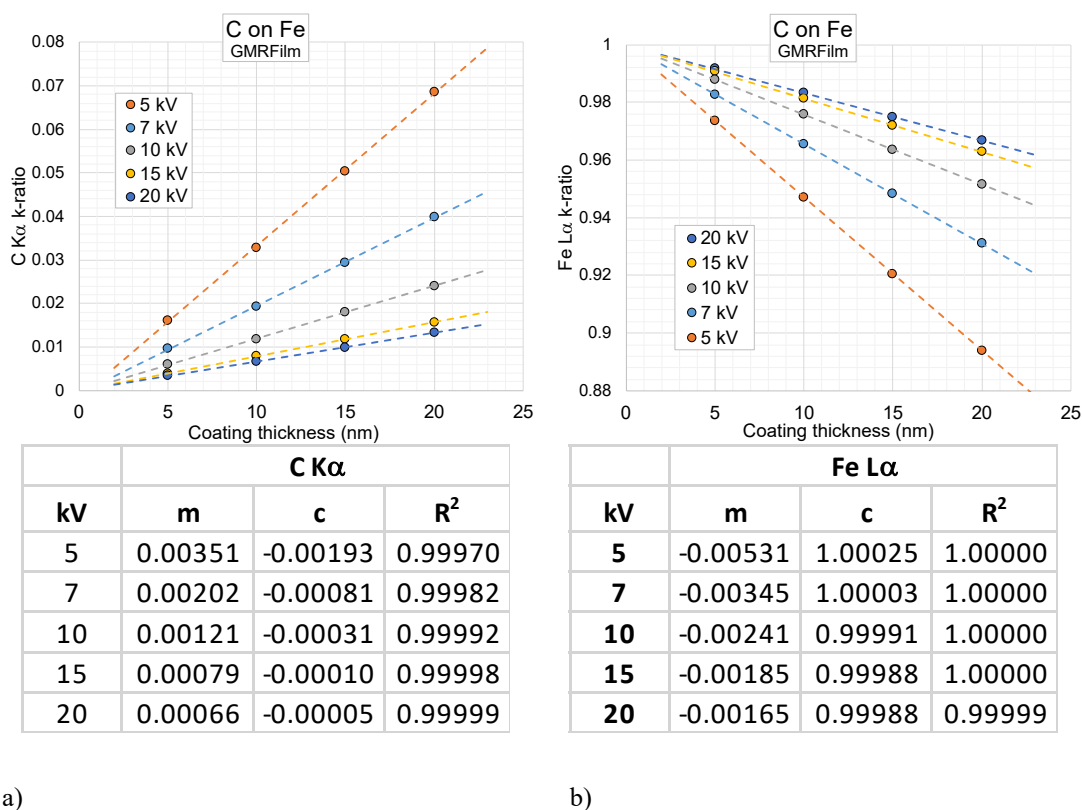 C on Fe
GMRFilm
0.08
0.07
0.06
0.05
0.04
0.03
0.02
0.01
0
C Kα k-ratio
5 kV
7 kV
10 kV
15 kV
20 kV
0 5 10 15 20 25
Coating thickness (nm)
C Kα
kV m c R²
5 0.00351 -0.00193 0.99970
7 0.00202 -0.00081 0.99982
10 0.00121 -0.00031 0.99992
15 0.00079 -0.00010 0.99998
20 0.00066 -0.00005 0.99999
a)
C on Fe
GMRFilm
1
0.98
0.96
0.94
0.92
0.9
0.88
Fe Lα k-ratio
20 kV
15 kV
10 kV
7 kV
5 kV
0 5 10 15 20 25
Coating thickness (nm)
Fe Lα
kV m c R²
5 -0.00531 1.00025 1.00000
7 -0.00345 1.00003 1.00000
10 -0.00241 0.99991 1.00000
15 -0.00185 0.99988 1.00000
20 -0.00165 0.99988 0.99999
b)